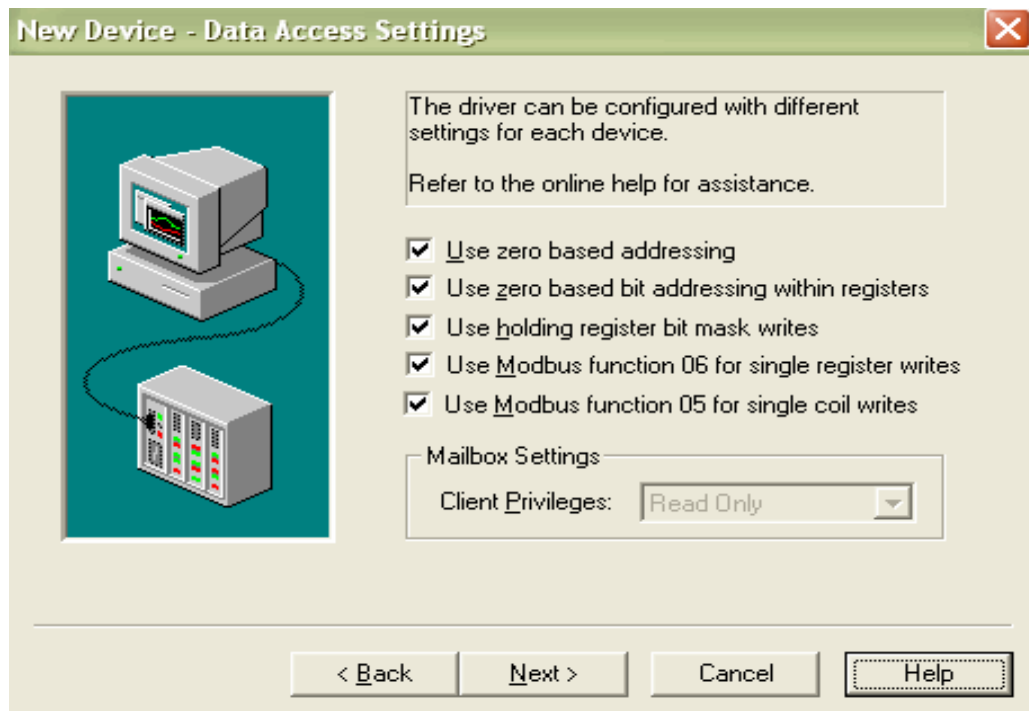 New Device - Data Access Settings
The driver can be configured with different
settings for each device.
Refer to the online help for assistance.
Use zero based addressing
Use zero based bit addressing within registers
Use holding register bit mask writes
Use Modbus function 06 for single register writes
Use Modbus function 05 for single coil writes
Mailbox Settings
Client Privileges: Read Only
< Back Next > Cancel Help